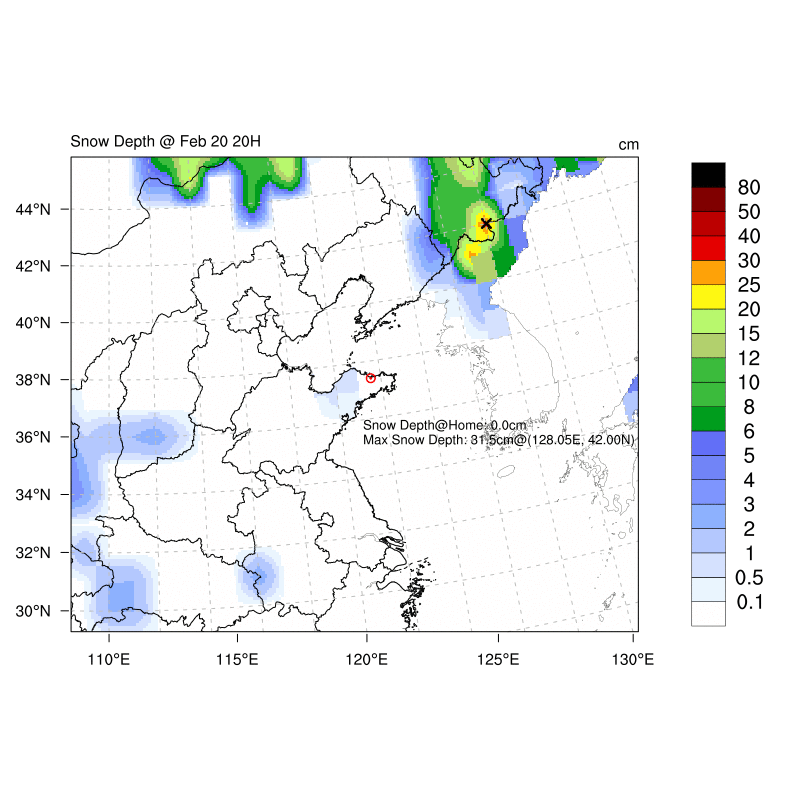 Snow Depth @ Feb 20 20H
cm
44°N
42°N
40°N
38°N
36°N
34°N
32°N
30°N
110°E
115°E
120°E
125°E
130°E
Snow Depth@Home: 0.0cm
Max Snow Depth: 31.5cm@(128.05E, 42.00N)
80
50
40
30
25
20
15
12
10
8
6
5
4
3
2
1
0.5
0.1